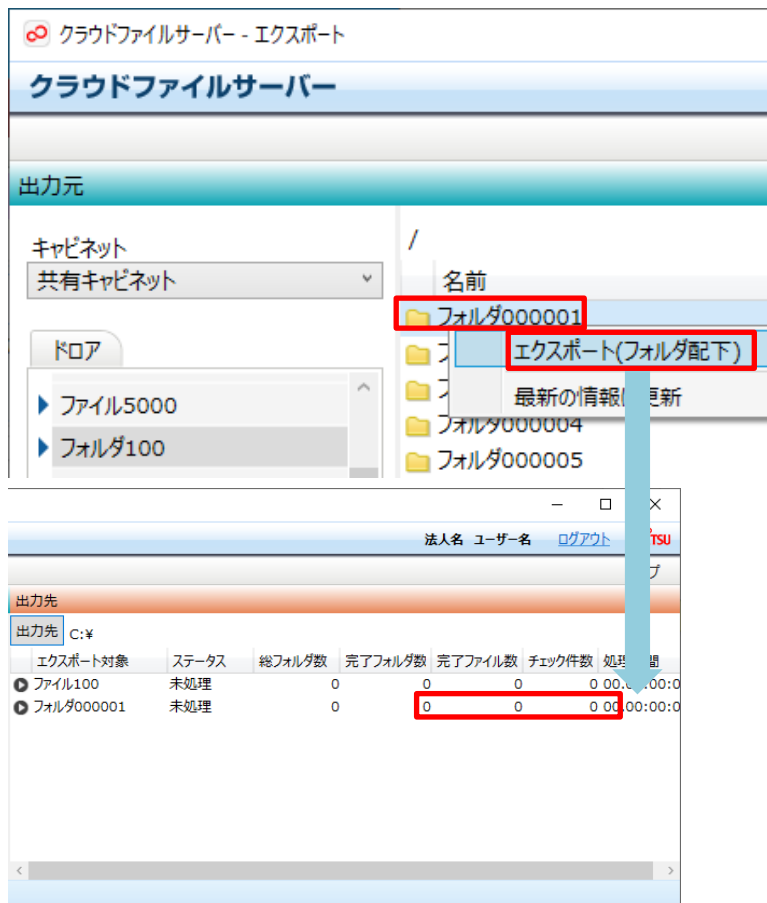 クラウドファイルサーバー - エクスポート
クラウドファイルサーバー
出力元
キャビネット
共有キャビネット
ドロア
ファイル5000
フォルダ100
/
名前
フォルダ000001
エクスポート(フォルダ配下)
最新の情報に更新
フォルダ000004
フォルダ000005
法人名 ユーザー名 ログアウト
TSU
プ
出力先
出力先 C:¥
エクスポート対象 ステータス 総フォルダ数 完了フォルダ数 完了ファイル数 チェック件数
ファイル100 未処理 0 0 0 0
フォルダ000001 未処理 0 0 0 0